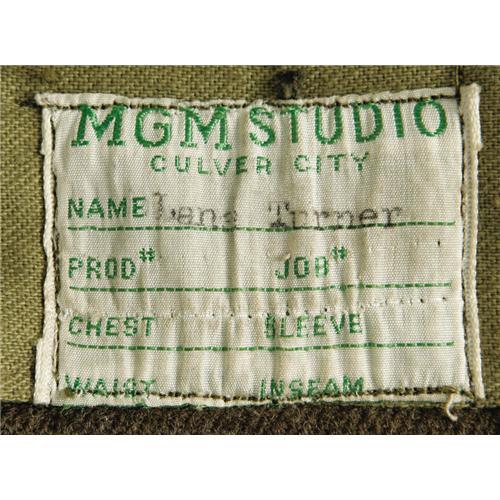 MGM STUDIO
CULVER CITY
NAME Lana Turner
PROD# JOB#
CHEST SLEEVE
WAIST INSEAM